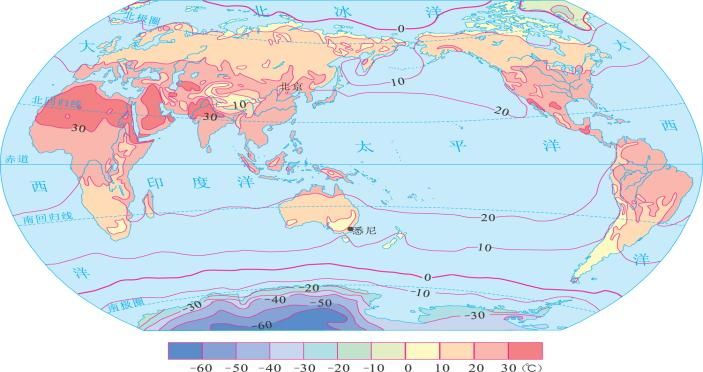 北 冰 洋
北极圈
0
大
大
10
北京
北回归线
10
20
30
30
西
太 平 洋
赤道
西
印 度 洋
20
南回归线
悉尼
10
洋
洋
0
-10
-20
-30
-40
-50
-30
-60
南极圈
-60 -50 -40 -30 -20 -10 0 10 20 30 (℃)